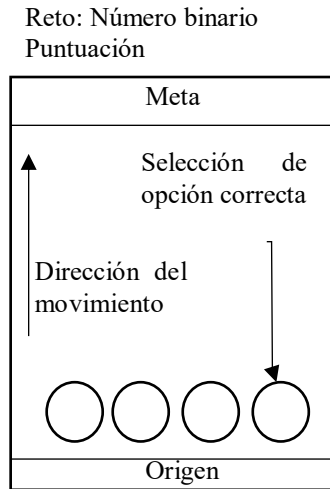 Reto: Número binario
Puntuación
Meta
Selección de
opción correcta
Dirección del
movimiento
Origen